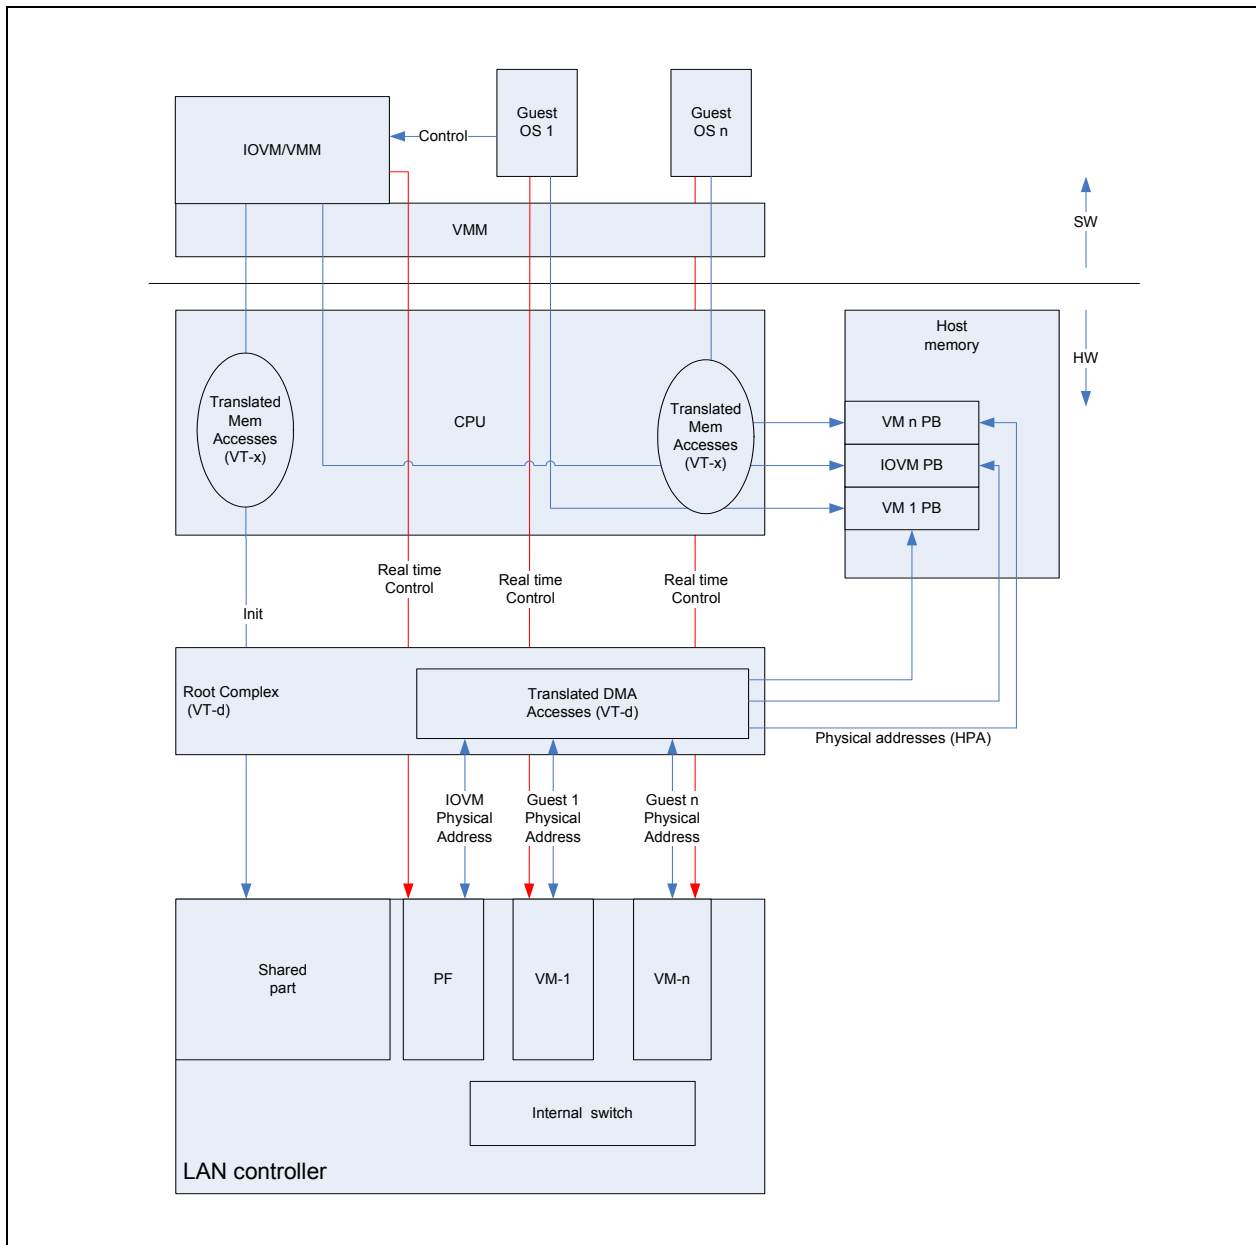 Guest
OS 1
Guest
OS n
IOVM/VMM
Control
VMM
SW
HW
Host
memory
Translated
Mem
Accesses
(VT-x)
CPU
Translated
Mem
Accesses
(VT-x)
VM n PB
IOVM PB
VM 1 PB
Real time
Control
Real time
Control
Real time
Control
Init
Root Complex
(VT-d)
Translated DMA
Accesses (VT-d)
Physical addresses (HPA)
IOVM
Physical
Address
Guest 1
Physical
Address
Guest n
Physical
Address
Shared
part
PF
VM-1
VM-n
Internal switch
LAN controller